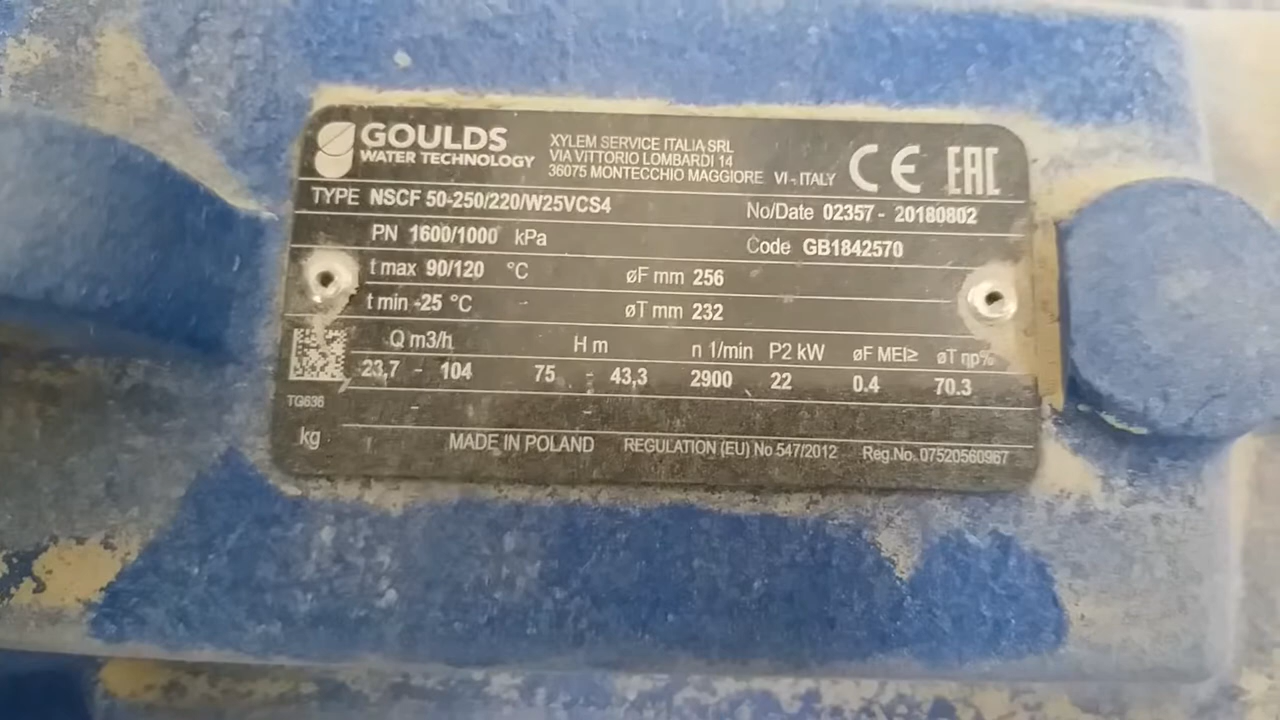 GOULDS
WATER TECHNOLOGY
XYLEM SERVICE ITALIA SRL
VIA VITTORIO LOMBARDI 14
36075 MONTECCHIO MAGGIORE VI - ITALY
CE EAC
TYPE NSCF 50-250/220/W25VCS4
No/Date 02357 - 20180802
PN 1600/1000 kPa
Code GB1842570
t max 90/120 °C
øF mm 256
t min -25 °C
øT mm 232
Q m3/h H m n 1/min P2 kW øF MEI≥ øT ηp%
23,7 - 104 75 - 43,3 2900 22 0.4 70.3
TG636
kg
MADE IN POLAND REGULATION (EU) No 547/2012 Reg.No. 07520560967